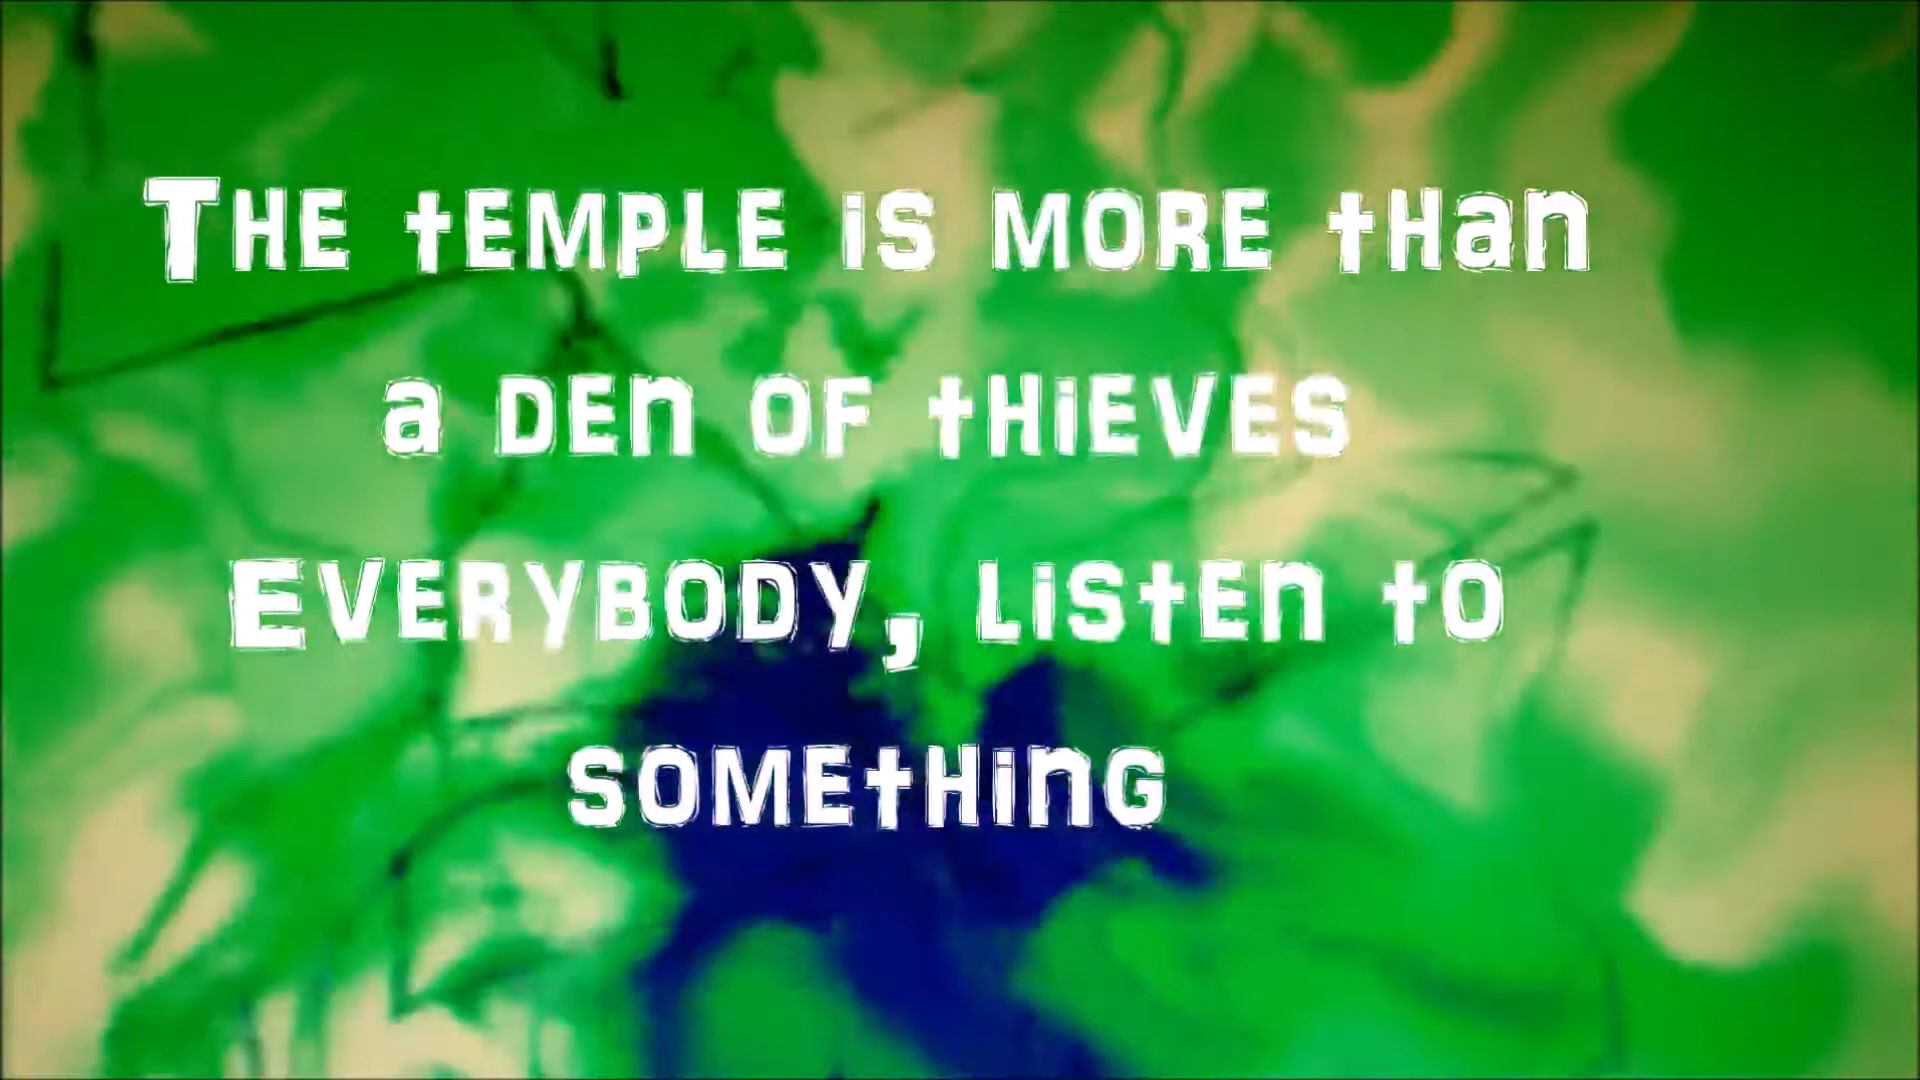 The temple is more than
a den of thieves
Everybody, listen to
something